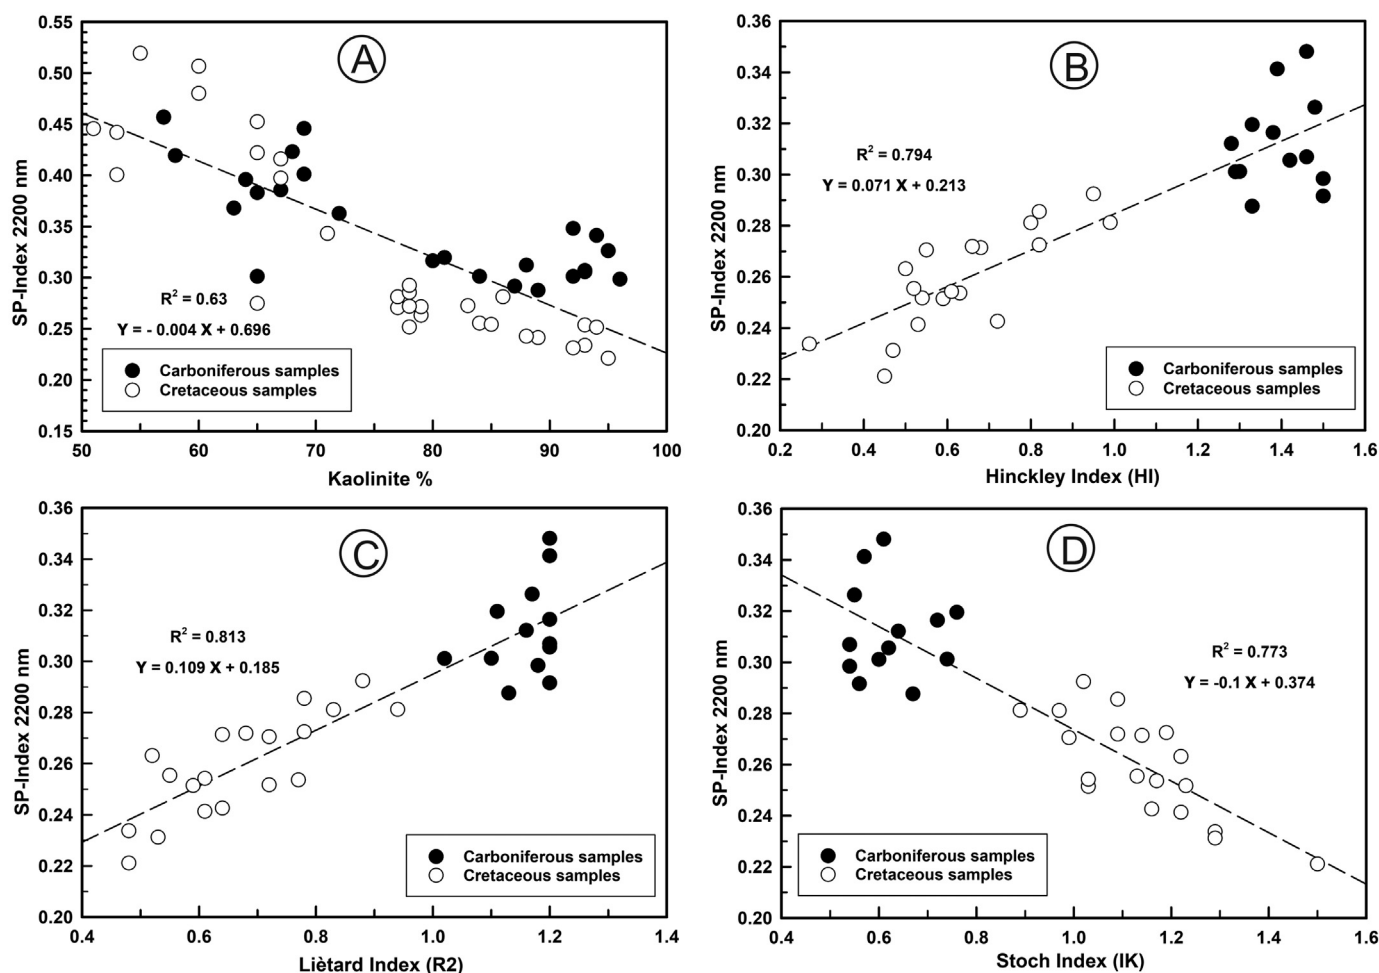 A
SP-Index 2200 nm
0.55
0.50
0.45
0.40
0.35
0.30
0.25
0.20
0.15
R² = 0.63
Y = - 0.004 X + 0.696
Carboniferous samples
Cretaceous samples
50 60 70 80 90 100
Kaolinite %
B
SP-Index 2200 nm
0.36
0.34
0.32
0.30
0.28
0.26
0.24
0.22
0.20
R² = 0.794
Y = 0.071 X + 0.213
Carboniferous samples
Cretaceous samples
0.2 0.4 0.6 0.8 1.0 1.2 1.4 1.6
Hinckley Index (HI)
C
SP-Index 2200 nm
0.36
0.34
0.32
0.30
0.28
0.26
0.24
0.22
0.20
R² = 0.813
Y = 0.109 X + 0.185
Carboniferous samples
Cretaceous samples
0.4 0.6 0.8 1.0 1.2 1.4
Liètard Index (R2)
D
SP-Index 2200 nm
0.36
0.34
0.32
0.30
0.28
0.26
0.24
0.22
0.20
R² = 0.773
Y = -0.1 X + 0.374
Carboniferous samples
Cretaceous samples
0.4 0.6 0.8 1.0 1.2 1.4 1.6
Stoch Index (IK)